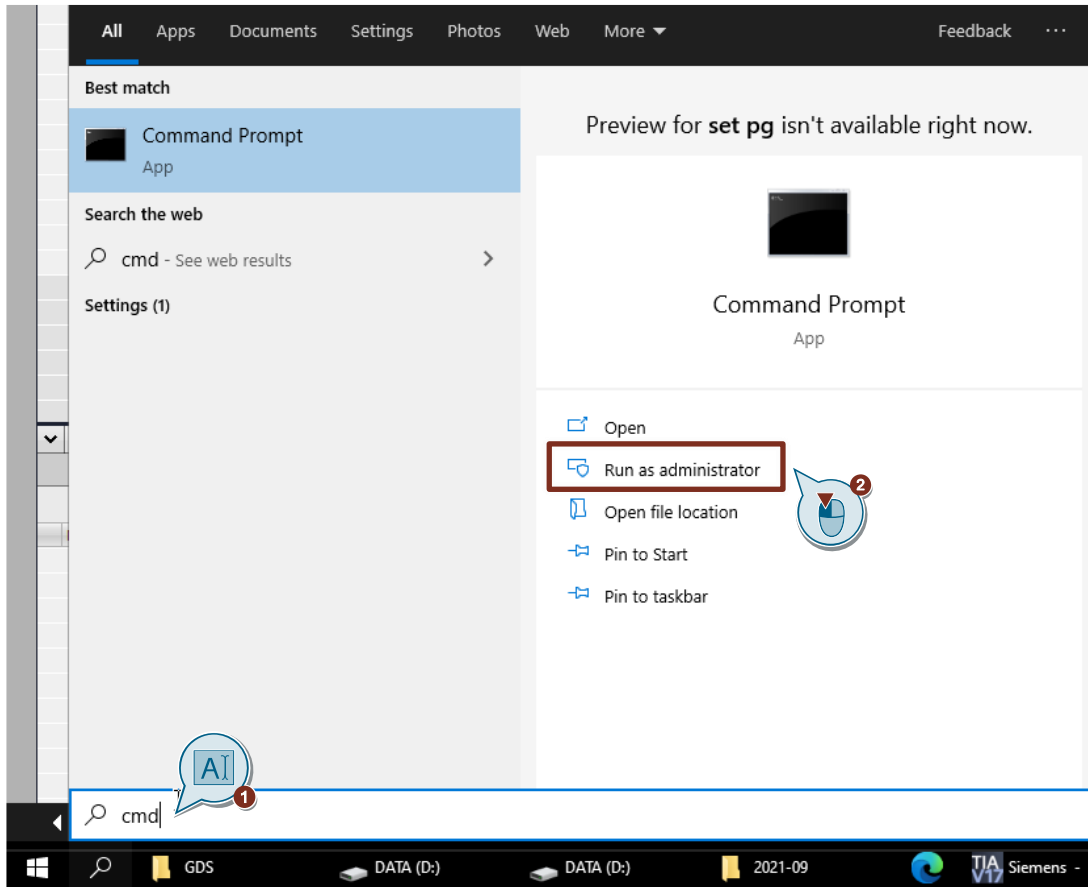 All Apps Documents Settings Photos Web More Feedback ...
Best match
Command Prompt
App
Search the web
cmd - See web results
Settings (1)
Preview for set pg isn't available right now.
Command Prompt
App
Open
Run as administrator
2
Open file location
Pin to Start
Pin to taskbar
A
1
cmd
GDS DATA (D:) DATA (D:) 2021-09 TIA V17 Siemens -